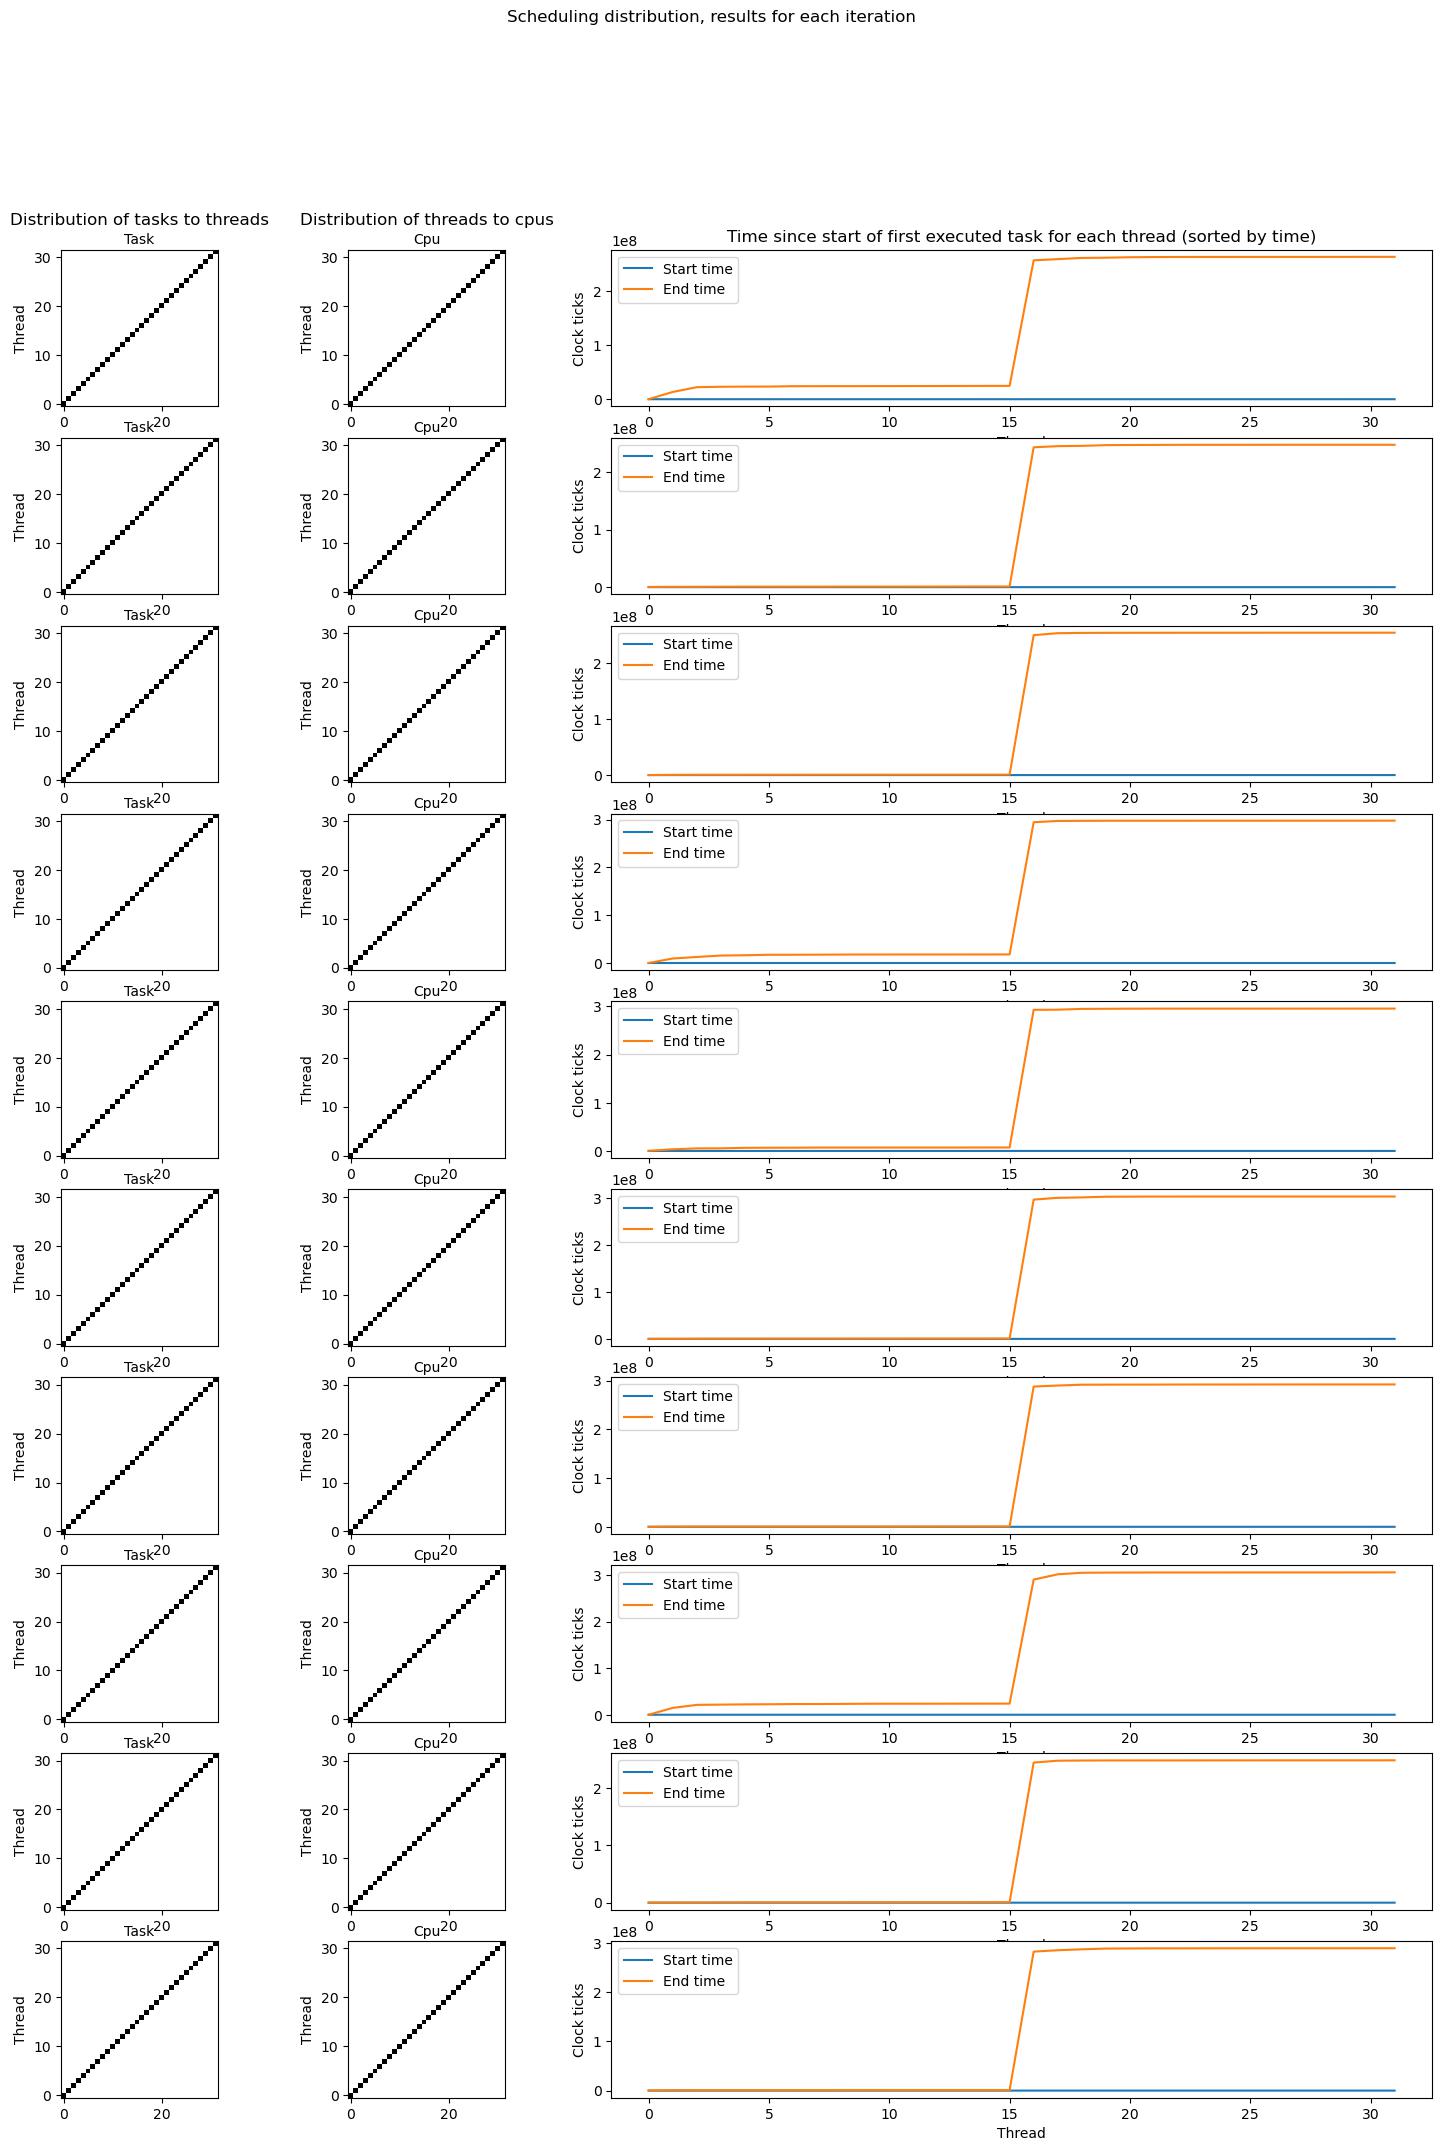 Scheduling distribution, results for each iteration
Distribution of tasks to threads
Distribution of threads to cpus
Time since start of first executed task for each thread (sorted by time)
Task
Thread
30
20
10
0
0 20
Cpu
Thread
30
20
10
0
0 20
1e8
Clock ticks
2
1
0
Start time
End time
0 5 10 15 20 25 30
Task
Thread
30
20
10
0
0 20
Cpu
Thread
30
20
10
0
0 20
1e8
Clock ticks
2
1
0
Start time
End time
0 5 10 15 20 25 30
Task
Thread
30
20
10
0
0 20
Cpu
Thread
30
20
10
0
0 20
1e8
Clock ticks
2
1
0
Start time
End time
0 5 10 15 20 25 30
Task
Thread
30
20
10
0
0 20
Cpu
Thread
30
20
10
0
0 20
1e8
Clock ticks
3
2
1
0
Start time
End time
0 5 10 15 20 25 30
Task
Thread
30
20
10
0
0 20
Cpu
Thread
30
20
10
0
0 20
1e8
Clock ticks
3
2
1
0
Start time
End time
0 5 10 15 20 25 30
Task
Thread
30
20
10
0
0 20
Cpu
Thread
30
20
10
0
0 20
1e8
Clock ticks
3
2
1
0
Start time
End time
0 5 10 15 20 25 30
Task
Thread
30
20
10
0
0 20
Cpu
Thread
30
20
10
0
0 20
1e8
Clock ticks
3
2
1
0
Start time
End time
0 5 10 15 20 25 30
Task
Thread
30
20
10
0
0 20
Cpu
Thread
30
20
10
0
0 20
1e8
Clock ticks
3
2
1
0
Start time
End time
0 5 10 15 20 25 30
Task
Thread
30
20
10
0
0 20
Cpu
Thread
30
20
10
0
0 20
1e8
Clock ticks
2
1
0
Start time
End time
0 5 10 15 20 25 30
Task
Thread
30
20
10
0
0 20
Cpu
Thread
30
20
10
0
0 20
1e8
Clock ticks
3
2
1
0
Start time
End time
0 5 10 15 20 25 30
Thread